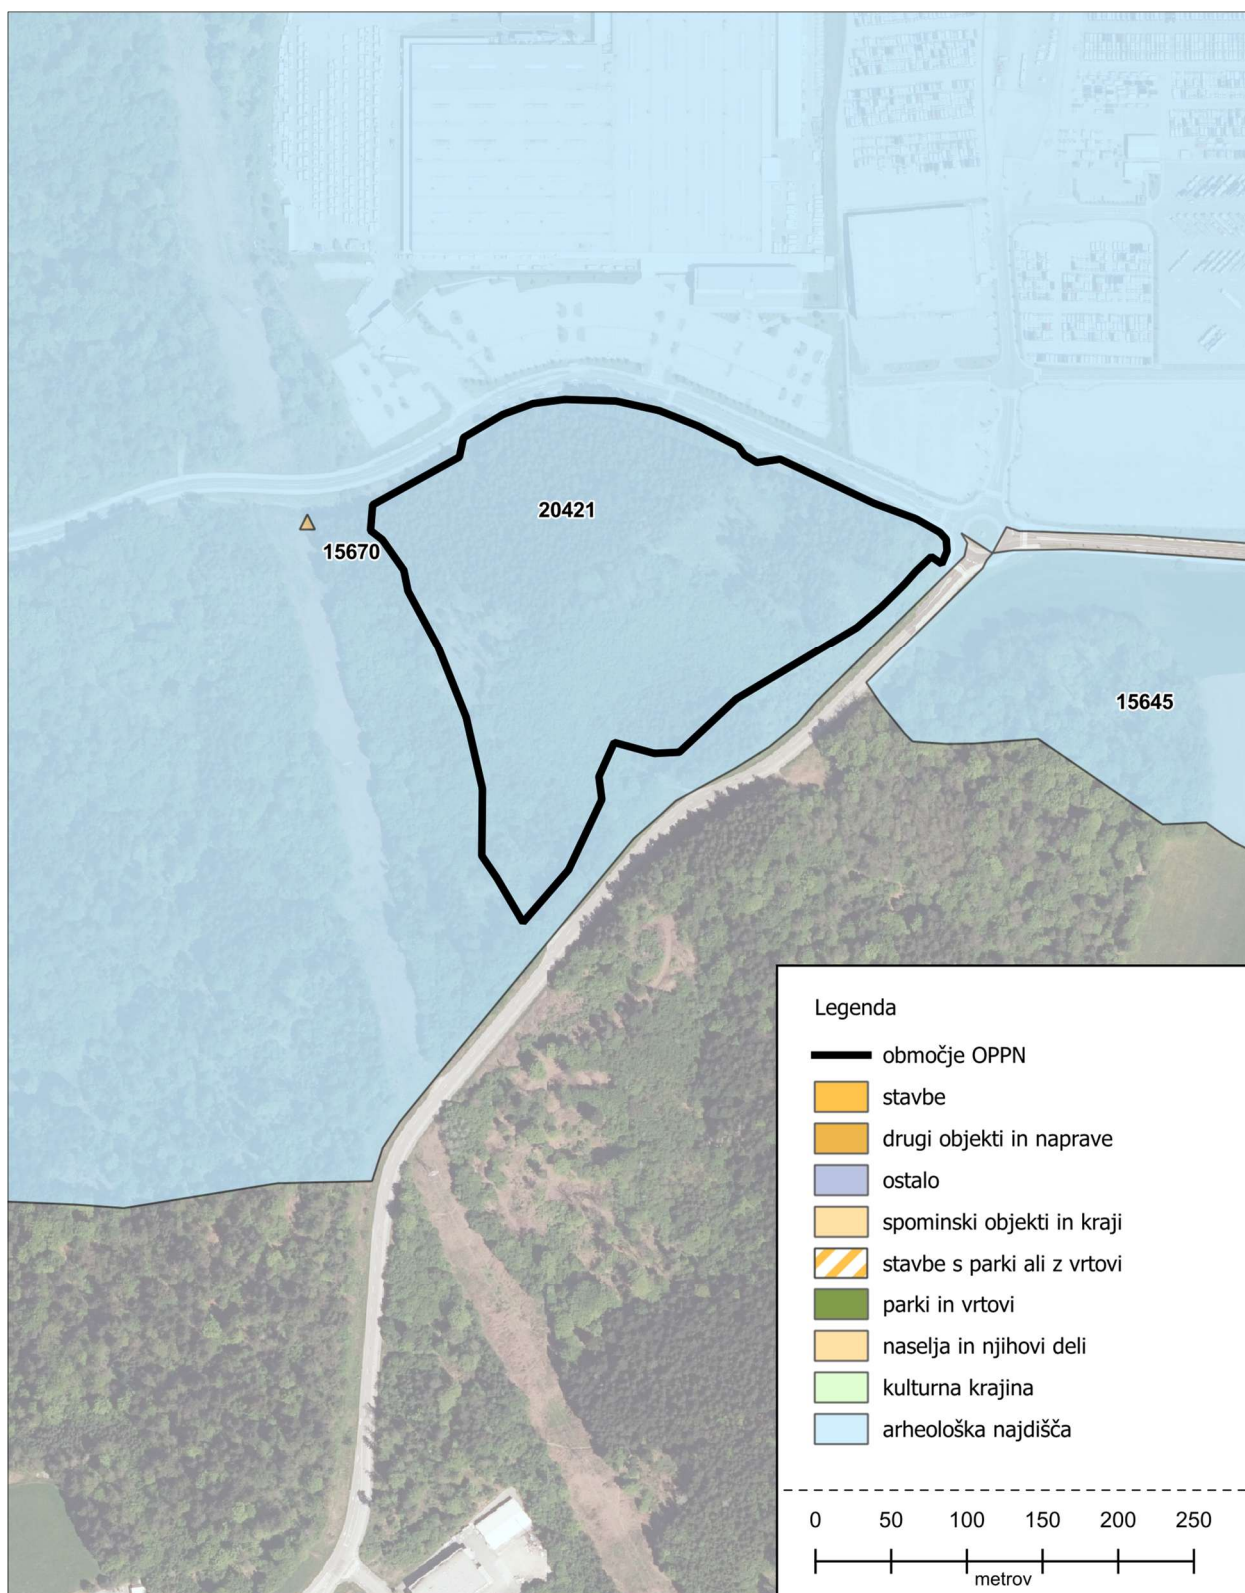 20421
15670
15645
Legenda
območje OPPN
stavbe
drugi objekti in naprave
ostalo
spominski objekti in kraji
stavbe s parki ali z vrtovi
parki in vrtovi
naselja in njihovi deli
kulturna krajina
arheološka najdišča
0 50 100 150 200 250
metrov